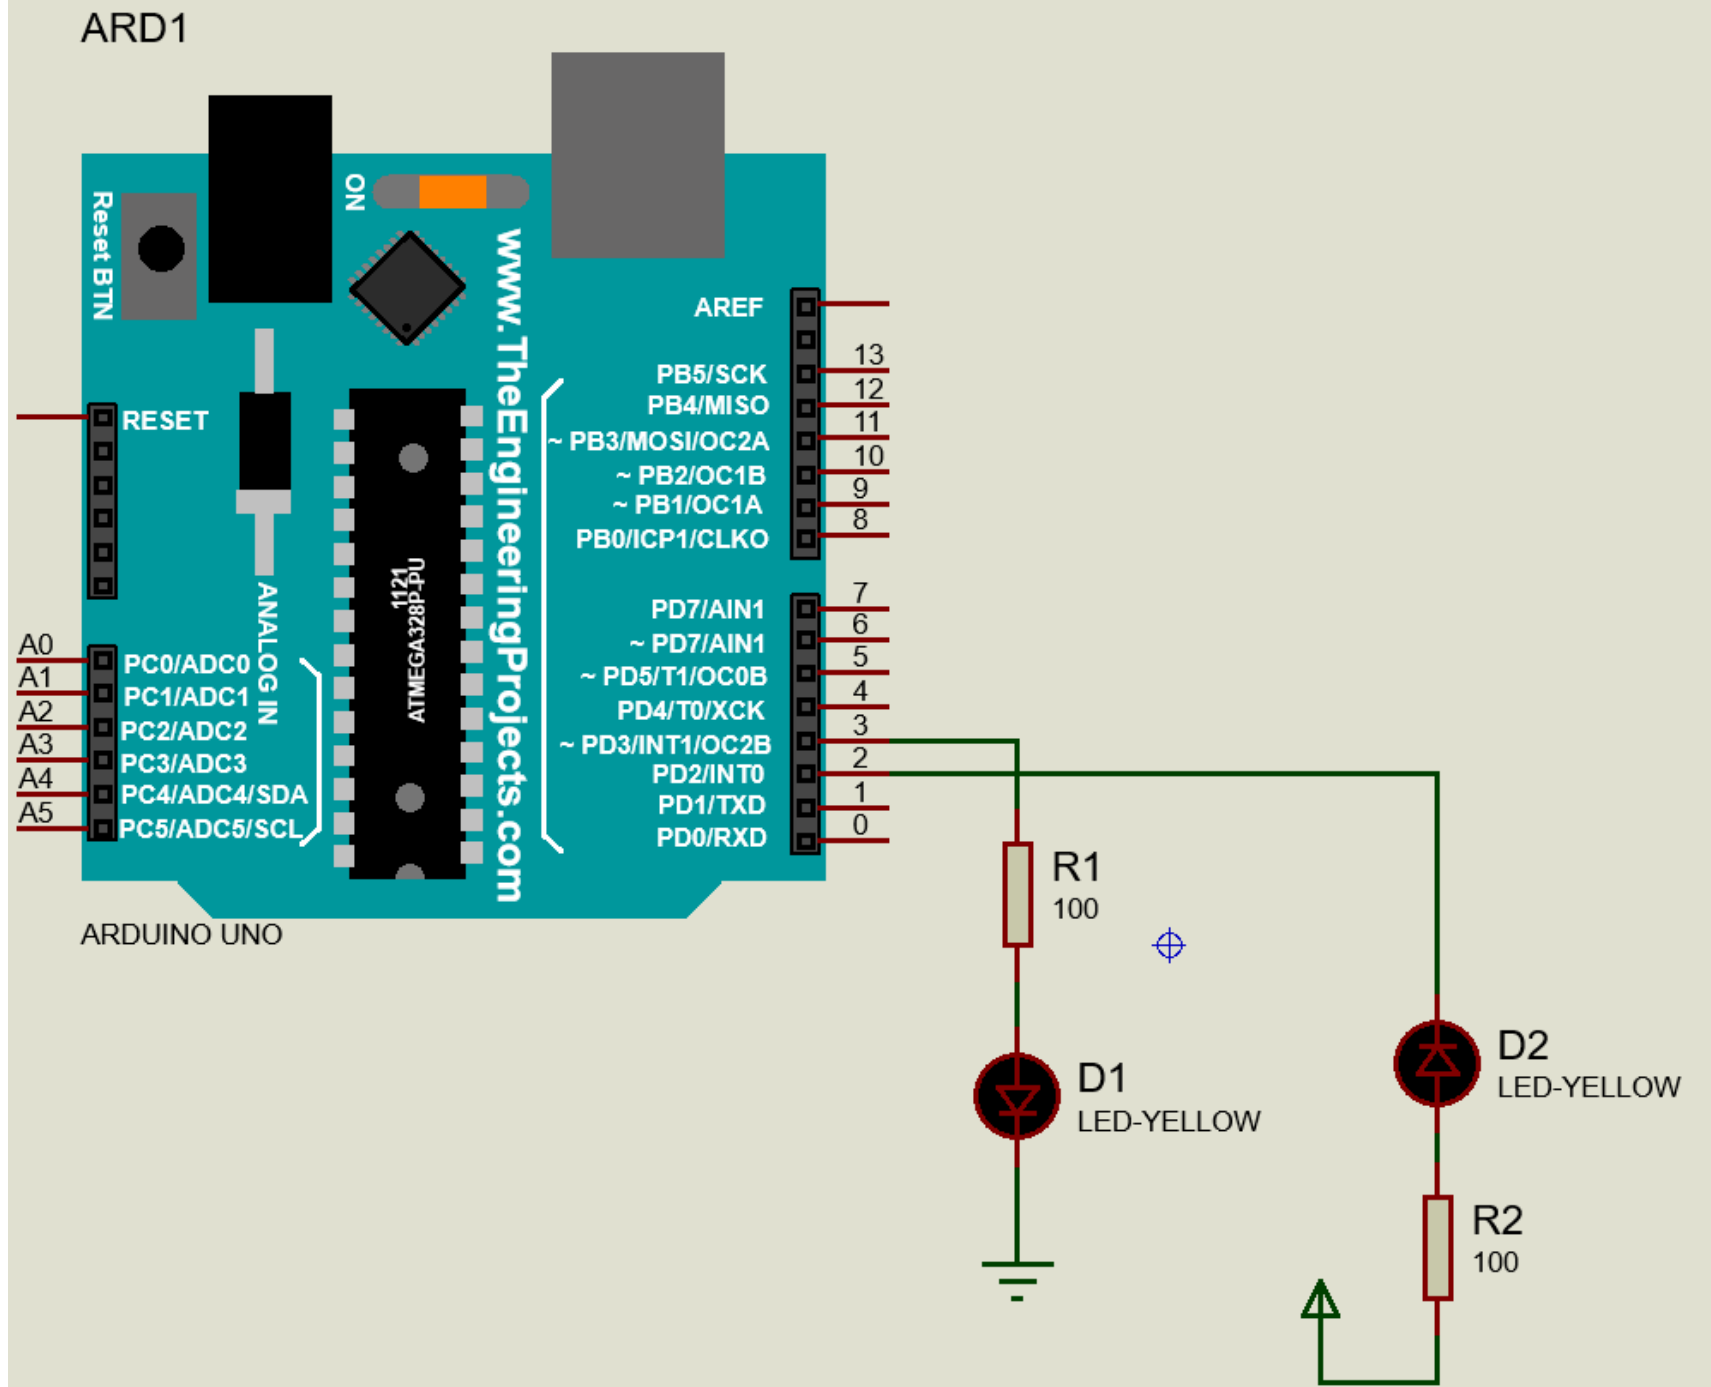 ARD1
Reset BTN
ON
www.TheEngineeringProjects.com
RESET
ANALOG IN
1121
ATMEGA328P-PU
A0
PC0/ADC0
A1
PC1/ADC1
A2
PC2/ADC2
A3
PC3/ADC3
A4
PC4/ADC4/SDA
A5
PC5/ADC5/SCL
AREF
13
PB5/SCK
12
PB4/MISO
11
~ PB3/MOSI/OC2A
10
~ PB2/OC1B
9
~ PB1/OC1A
8
PB0/ICP1/CLKO
7
PD7/AIN1
6
~ PD7/AIN1
5
~ PD5/T1/OC0B
4
PD4/T0/XCK
3
~ PD3/INT1/OC2B
2
PD2/INT0
1
PD1/TXD
0
PD0/RXD
ARDUINO UNO
R1
100
D1
LED-YELLOW
D2
LED-YELLOW
R2
100